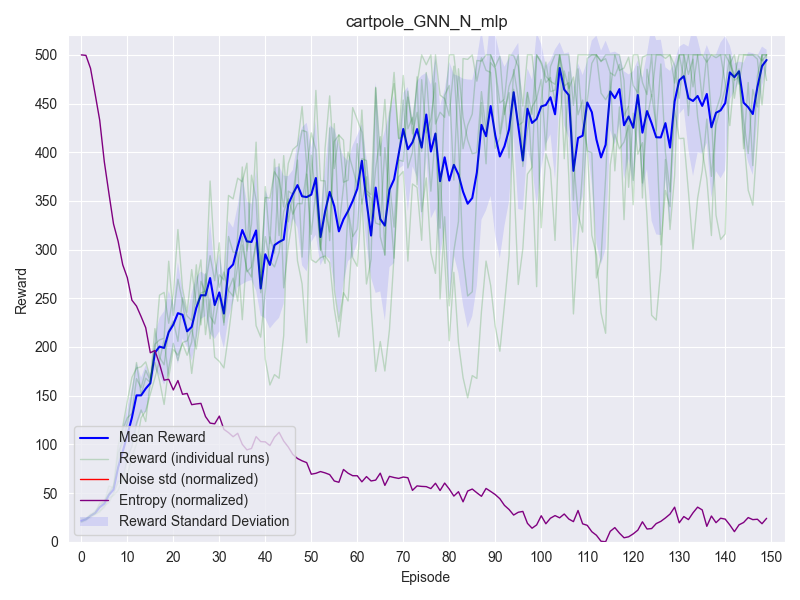 cartpole_GNN_N_mlp
Reward
500
450
400
350
300
250
200
150
100
50
0
Mean Reward
Reward (individual runs)
Noise std (normalized)
Entropy (normalized)
Reward Standard Deviation
0 10 20 30 40 50 60 70 80 90 100 110 120 130 140 150
Episode